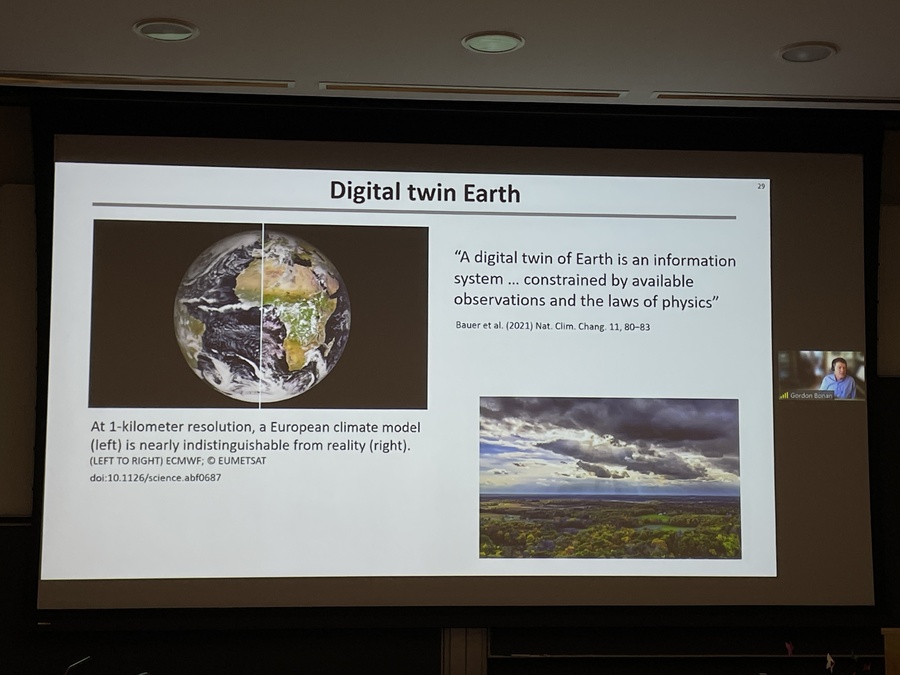 Digital twin Earth
29
“A digital twin of Earth is an information
system ... constrained by available
observations and the laws of physics”
Bauer et al. (2021) Nat. Clim. Chang. 11, 80–83
At 1-kilometer resolution, a European climate model
(left) is nearly indistinguishable from reality (right).
(LEFT TO RIGHT) ECMWF; © EUMETSAT
doi:10.1126/science.abf0687
Gordon Bonan